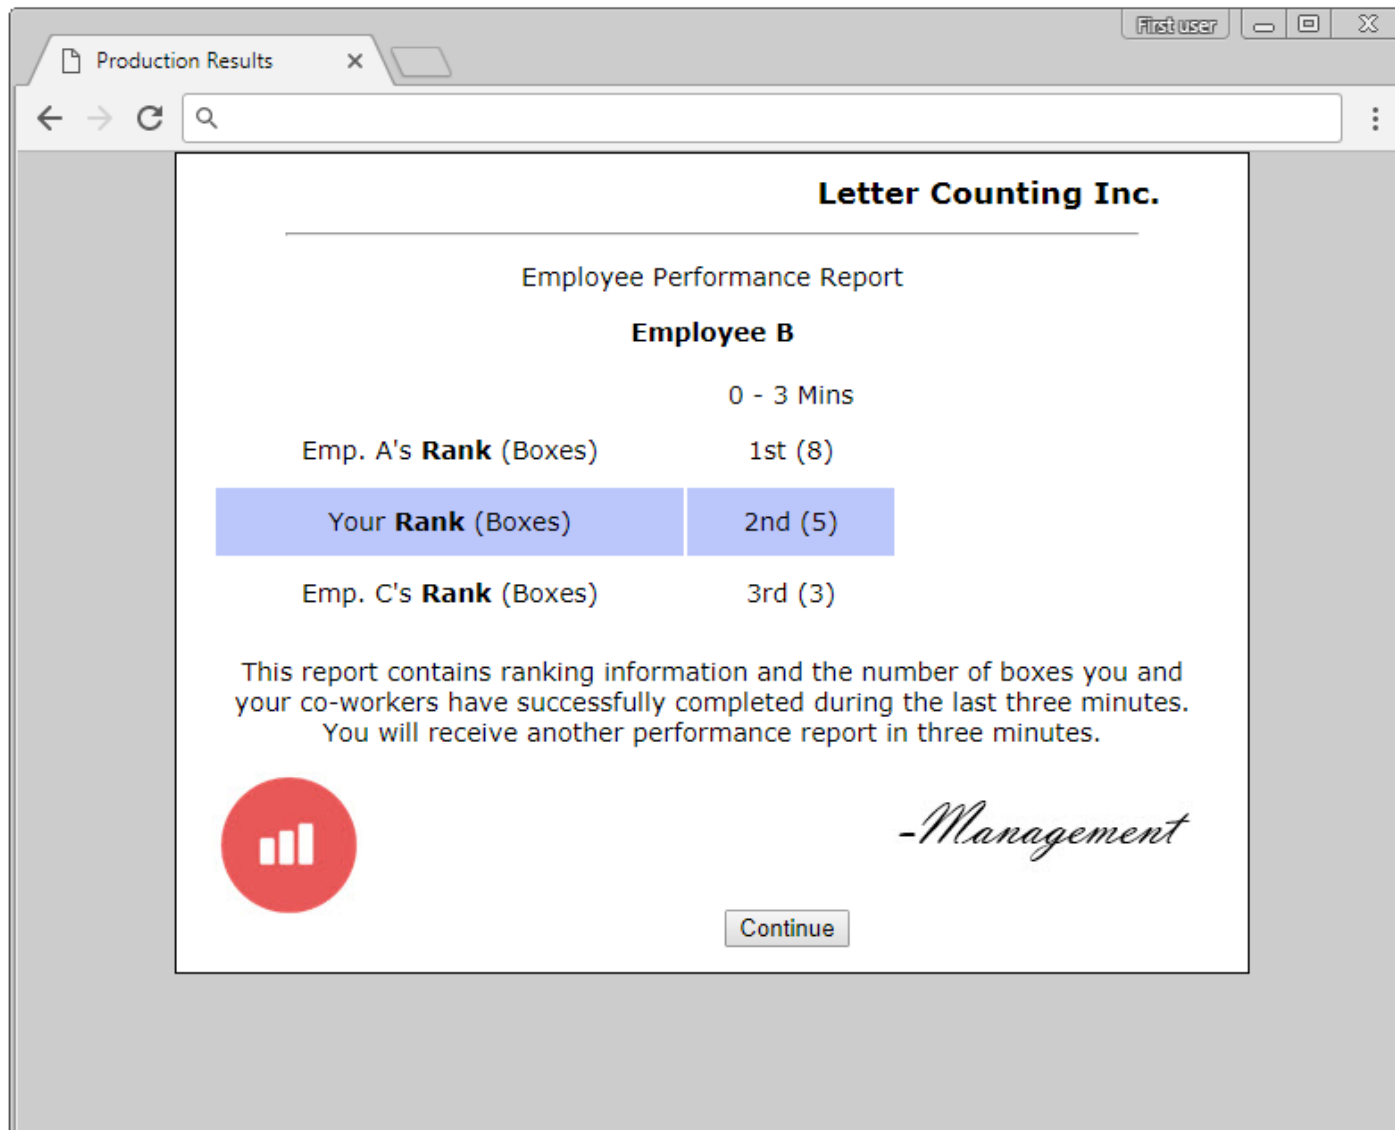 First user
Production Results
Letter Counting Inc.
Employee Performance Report
Employee B
0 - 3 Mins
Emp. A's Rank (Boxes) 1st (8)
Your Rank (Boxes) 2nd (5)
Emp. C's Rank (Boxes) 3rd (3)
This report contains ranking information and the number of boxes you and
your co-workers have successfully completed during the last three minutes.
You will receive another performance report in three minutes.
-Management
Continue